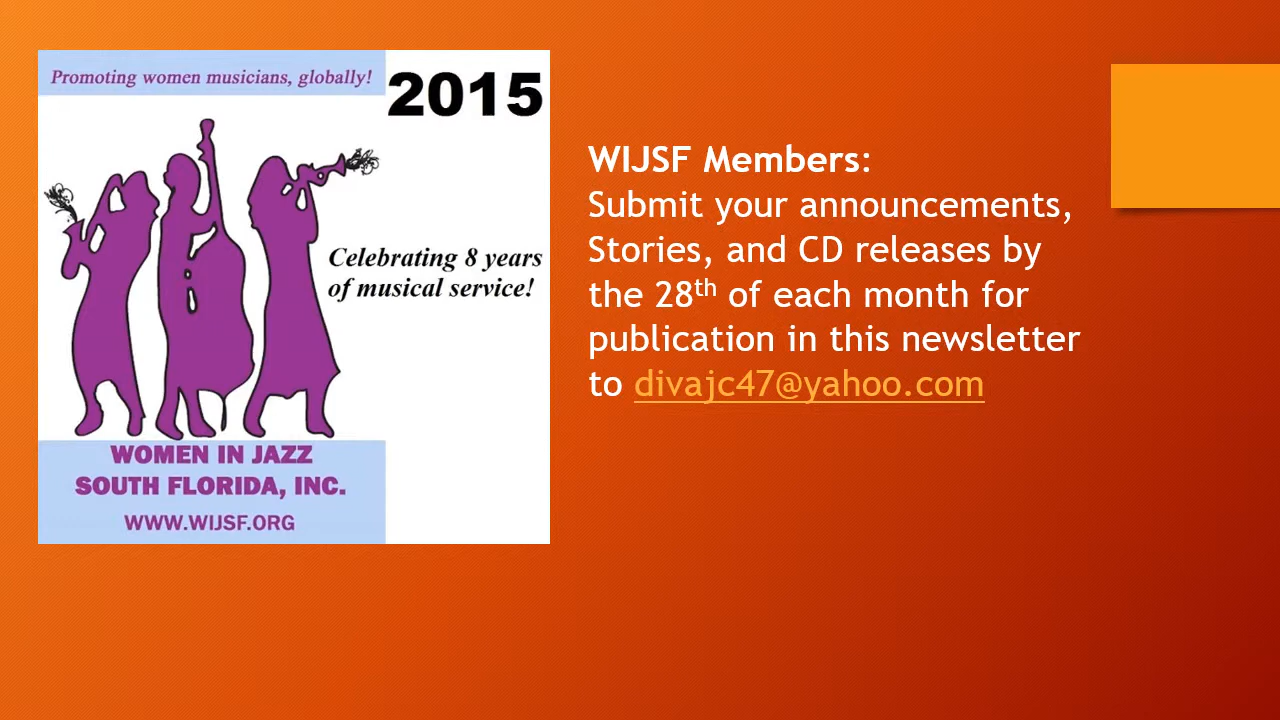 Promoting women musicians, globally!
2015
Celebrating 8 years
of musical service!
WOMEN IN JAZZ
SOUTH FLORIDA, INC.
WWW.WIJSF.ORG
WIJSF Members:
Submit your announcements,
Stories, and CD releases by
the 28th of each month for
publication in this newsletter
to divajc47@yahoo.com